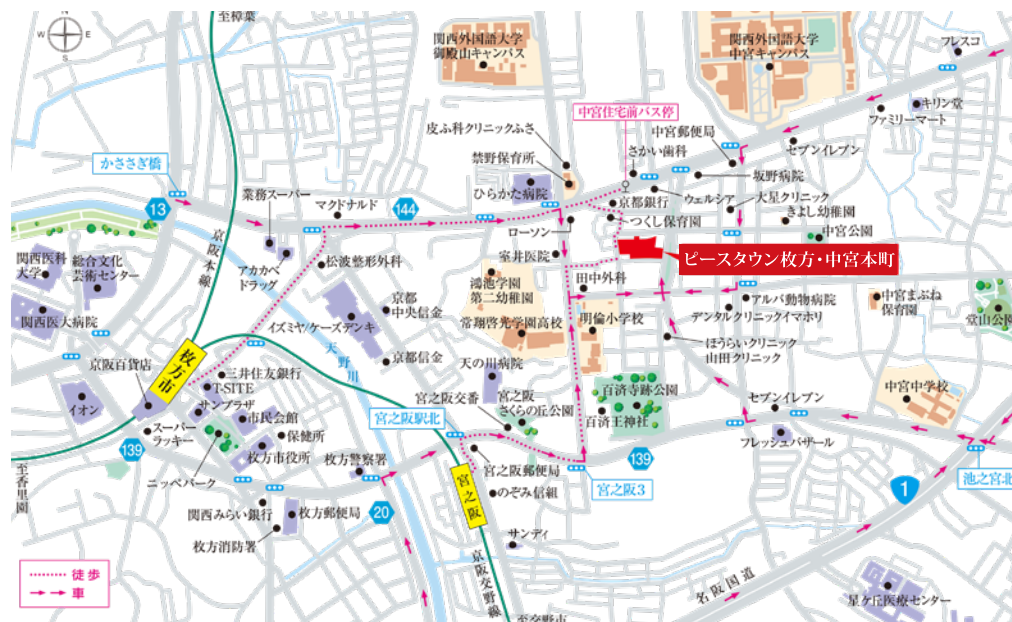 至樟葉
N
W
E
S
関西外国語大学
御殿山キャンパス
関西外国語大学
中宮キャンパス
フレスコ
キリン堂
ファミリーマート
中宮住宅前バス停
皮ふ科クリニックふさ
中宮郵便局
さかい歯科
セブンイレブン
かささぎ橋
禁野保育所
坂野病院
業務スーパー
マクドナルド
ひらかた病院
ウェルシア
大星クリニック
13
144
京都銀行
きよし幼稚園
ローソン
つくし保育園
中宮公園
関西医科
大学
総合文化
芸術センター
京阪本線
アカカベ
ドラッグ
松波整形外科
室井医院
ピースタウン枚方・中宮本町
鴻池学園
第二幼稚園
田中外科
京都
中央信金
アルパ動物病院
中宮まぶね
保育園
関西医大病院
イズミヤ/ケーズデンキ
常翔啓光学園高校
明倫小学校
デンタルクリニックイマホリ
堂山公園
京阪百貨店
枚方市
天野川
京都信金
ほうらいクリニック
山田クリニック
三井住友銀行
天の川病院
T-SITE
百済寺跡公園
中宮中学校
イオン
サンプラザ
宮之阪交番
宮之阪
さくらの丘公園
セブンイレブン
市民会館
宮之阪駅北
百済王神社
スーパー
ラッキー
保健所
フレッシュバザール
139
枚方市役所
139
至香里園
ニッペパーク
枚方警察署
宮之阪郵便局
宮之阪3
池之宮北
宮之阪
のぞみ信組
1
関西みらい銀行
枚方郵便局
20
枚方消防署
サンディ
京阪交野線
名阪国道
徒歩
車
星ケ丘医療センター
至交野市